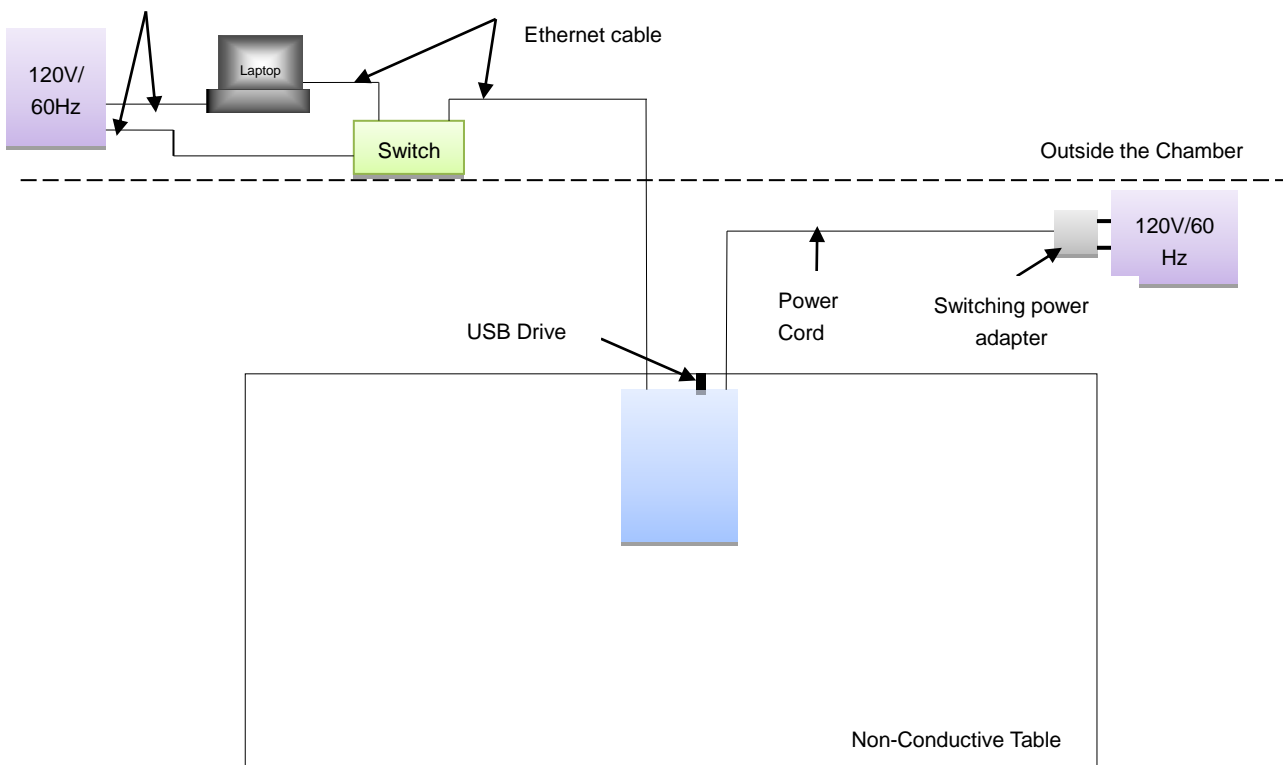 Ethernet cable
Laptop
120V/
60Hz
Switch
Outside the Chamber
120V/60
Hz
Power
Cord
Switching power
adapter
USB Drive
Non-Conductive Table